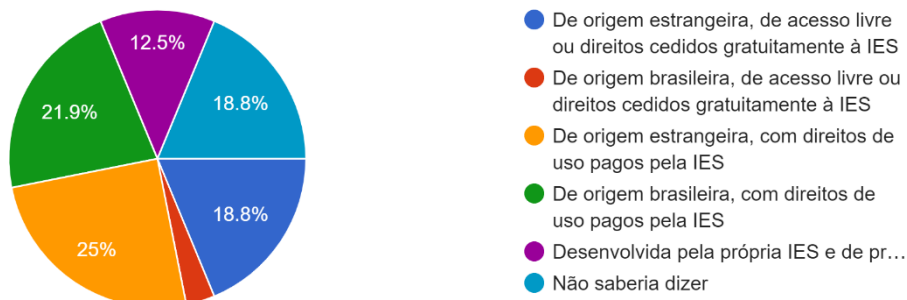 12.5%
18.8%
21.9%
18.8%
25%
De origem estrangeira, de acesso livre
ou direitos cedidos gratuitamente à IES
De origem brasileira, de acesso livre ou
direitos cedidos gratuitamente à IES
De origem estrangeira, com direitos de
uso pagos pela IES
De origem brasileira, com direitos de
uso pagos pela IES
Desenvolvida pela própria IES e de pr…
Não saberia dizer